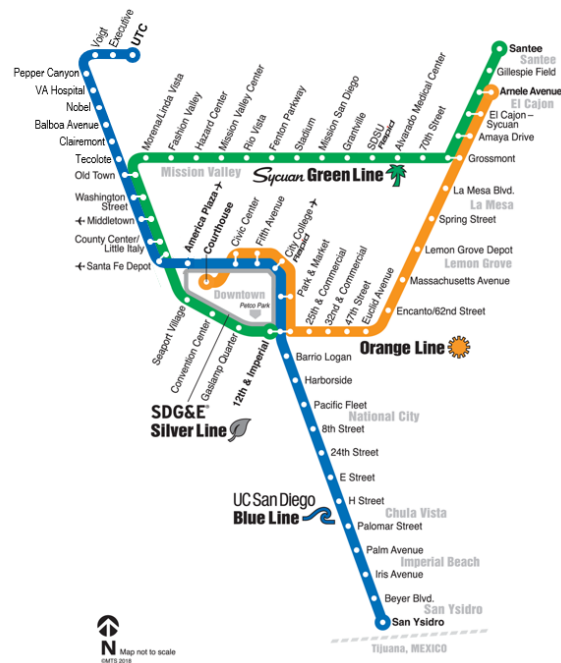 UTC
Executive
Voigt
Pepper Canyon
VA Hospital
Nobel
Balboa Avenue
Clairemont
Tecolote
Old Town
Washington
Street
Middletown
County Center/
Little Italy
Santa Fe Depot
Morena/Linda Vista
Fashion Valley
Hazard Center
Mission Valley Center
Rio Vista
Fenton Parkway
Stadium
Mission San Diego
Grantville
SDSU
Rapid
Alvarado Medical Center
70th Street
Mission Valley
Sycuan Green Line
Santee
Santee
Gillespie Field
Arnele Avenue
El Cajon
El Cajon –
Sycuan
Amaya Drive
Grossmont
La Mesa Blvd.
La Mesa
Spring Street
Lemon Grove Depot
Lemon Grove
Massachusetts Avenue
Encanto/62nd Street
Orange Line
America Plaza
Courthouse
Civic Center
Fifth Avenue
City College
Rapid
Park & Market
25th & Commercial
32nd & Commercial
47th Street
Euclid Avenue
Downtown
Petco Park
Seaport Village
Convention Center
Gaslamp Quarter
12th & Imperial
SDG&E®
Silver Line
Barrio Logan
Harborside
Pacific Fleet
National City
8th Street
24th Street
E Street
H Street
UC San Diego
Blue Line
Chula Vista
Palomar Street
Palm Avenue
Imperial Beach
Iris Avenue
Beyer Blvd.
San Ysidro
San Ysidro
Tijuana, MEXICO
N
Map not to scale
©MTS 2018